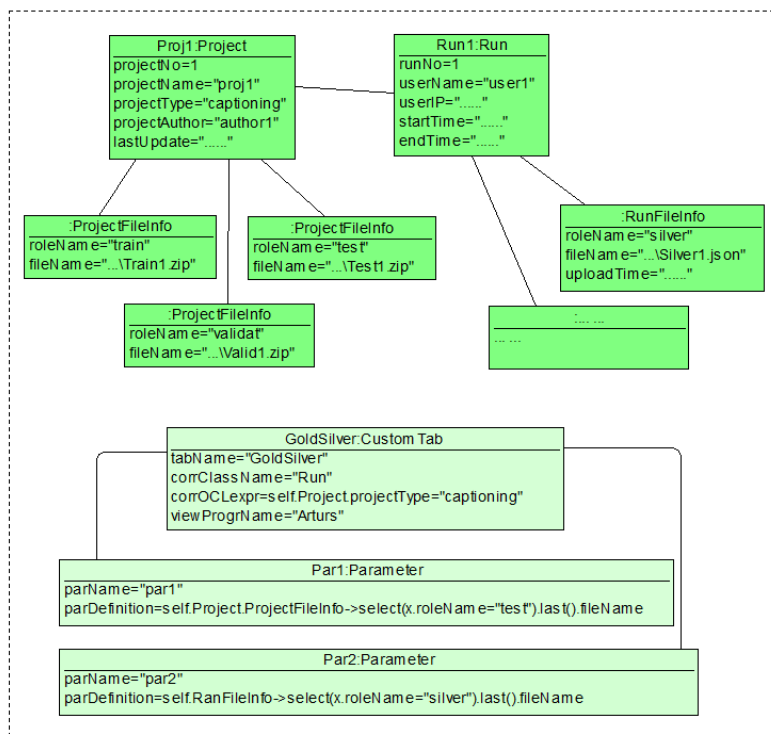 Proj1:Project
projectNo=1
projectName="proj1"
projectType="captioning"
projectAuthor="author1"
lastUpdate="......"
Run1:Run
runNo=1
userName="user1"
userIP="......"
startTime="......"
endTime="......"
:ProjectFileInfo
roleName="train"
fileName="...\Train1.zip"
:ProjectFileInfo
roleName="test"
fileName="...\Test1.zip"
:RunFileInfo
roleName="silver"
fileName="...\Silver1.json"
uploadTime="......"
:ProjectFileInfo
roleName="validat"
fileName="...\Valid1.zip"
:... ...
... ...
GoldSilver:Custom Tab
tabName="GoldSilver"
corrClassName="Run"
corrOCLexpr=self.Project.projectType="captioning"
viewProgrName="Arturs"
Par1:Parameter
parName="par1"
parDefinition=self.Project.ProjectFileInfo->select(x.roleName="test").last().fileName
Par2:Parameter
parName="par2"
parDefinition=self.RanFileInfo->select(x.roleName="silver").last().fileName